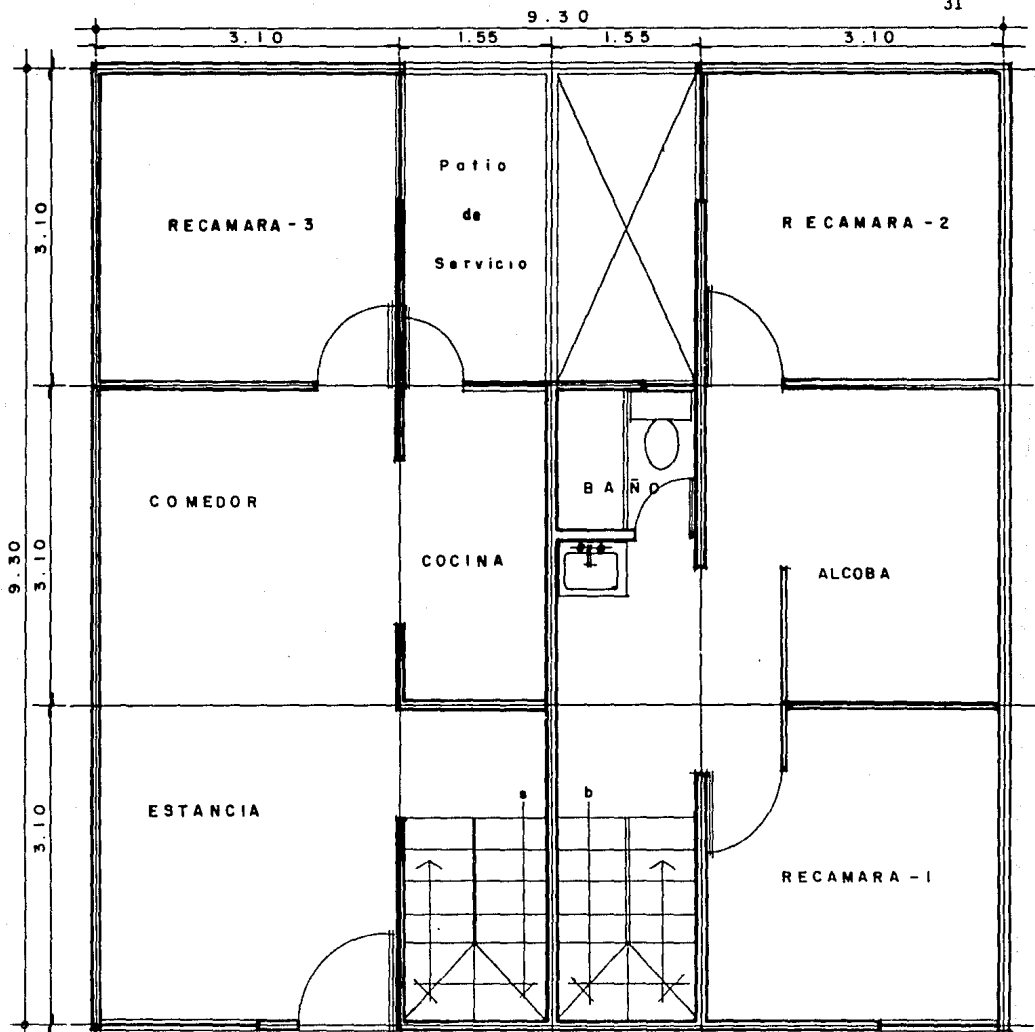 31
9.30
3.10 1.55 1.55 3.10
Patio
de
Servicio
RECAMARA-3
RECAMARA-2
3.10
COMEDOR
BAÑO
COCINA
ALCOBA
9.30
3.10
s b
ESTANCIA
3.10
RECAMARA-1